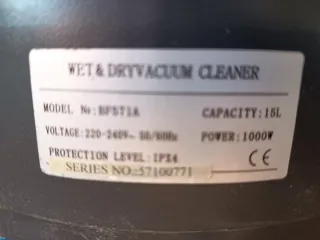 WET & DRYVACUUM CLEANER
MODEL Nr: BF571A CAPACITY: 15L
VOLTAGE: 220-240V~ 50/60Hz POWER: 1000W
PROTECTION LEVEL: IPX4 CE
SERIES NO.: 57100771